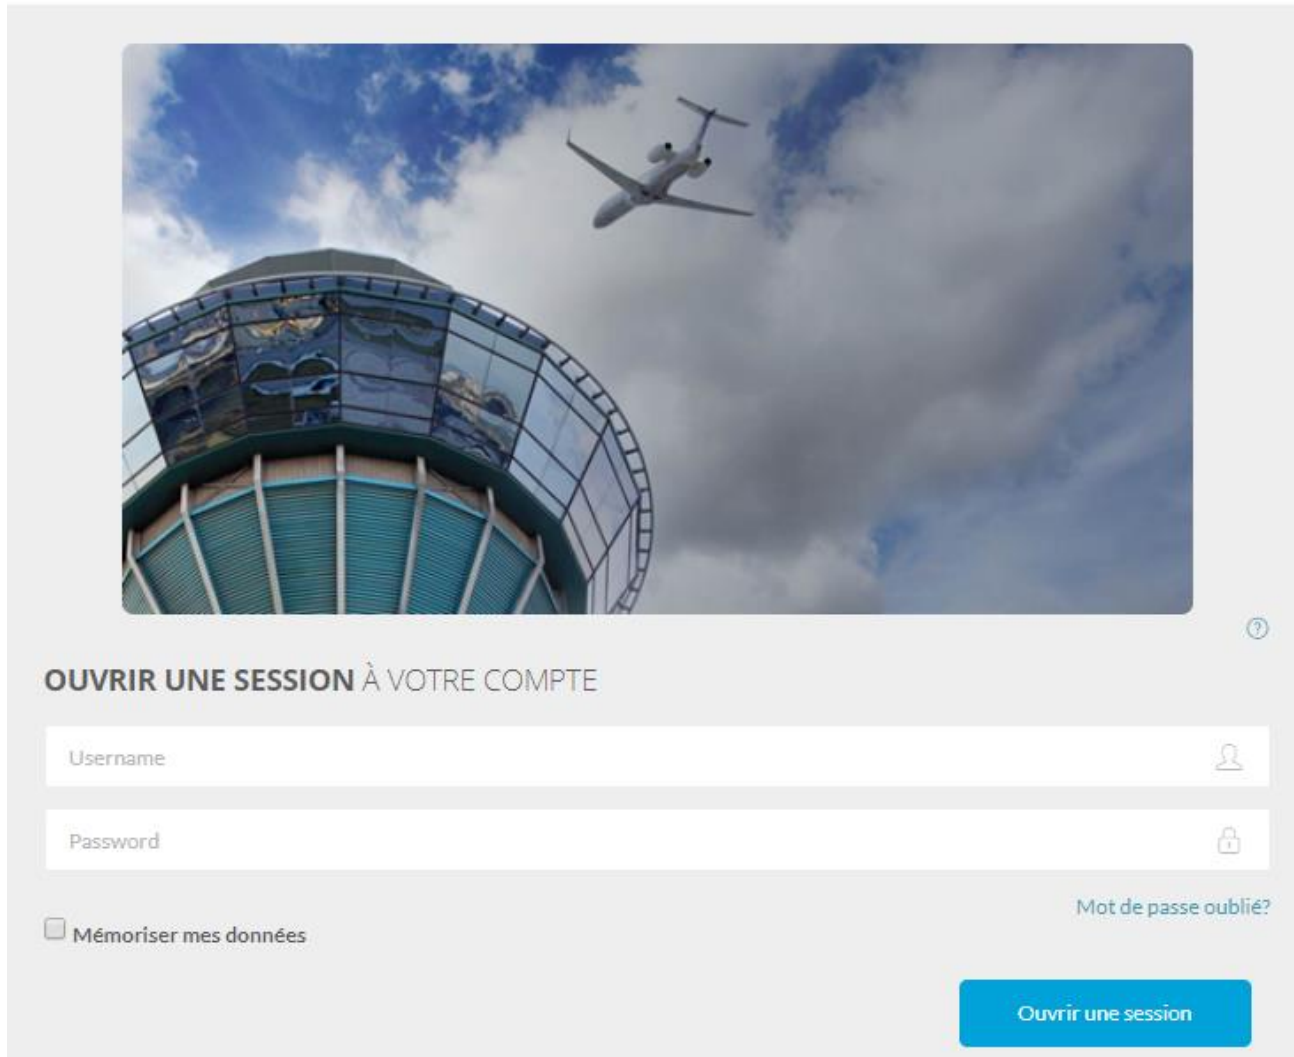 OUVRIR UNE SESSION À VOTRE COMPTE
Username
Password
Mot de passe oublié?
Mémoriser mes données
Ouvrir une session